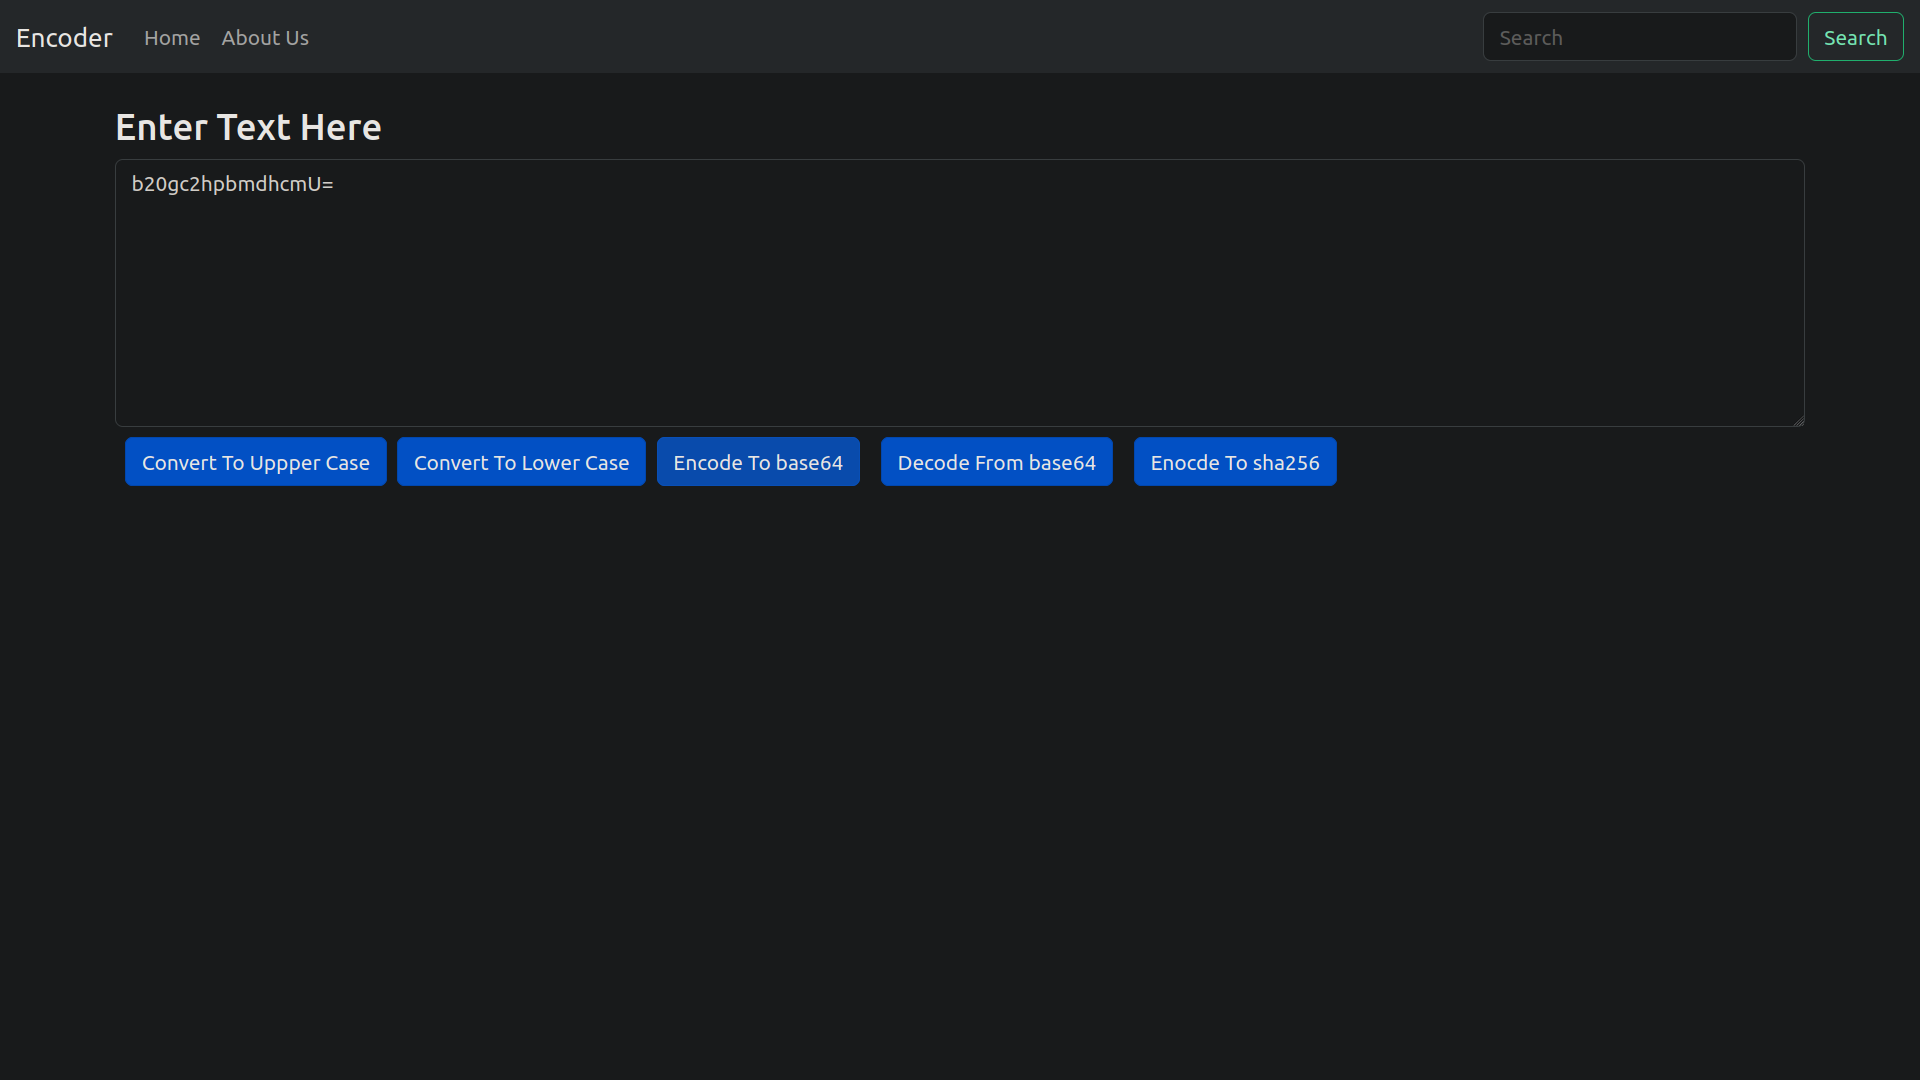 Encoder Home About Us Search Search
Enter Text Here
b20gc2hpbmdhcmU=
Convert To Uppper Case Convert To Lower Case Encode To base64 Decode From base64 Enocde To sha256